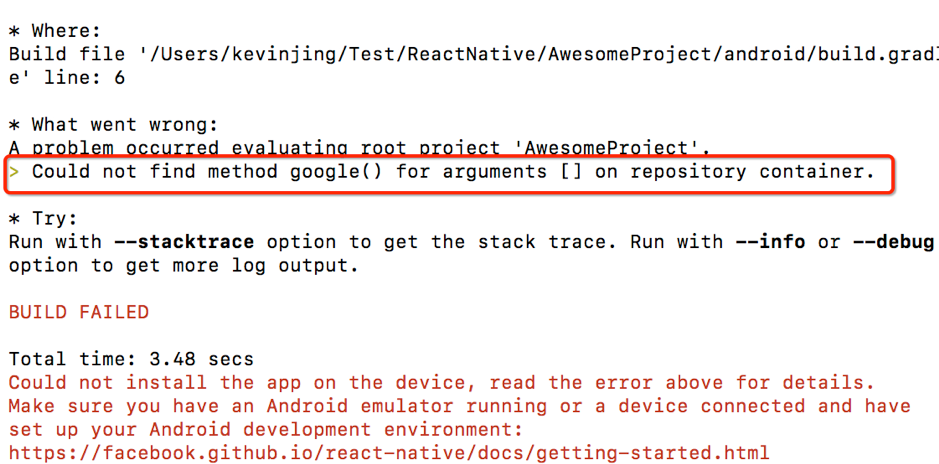 * Where:
Build file '/Users/kevinjing/Test/ReactNative/AwesomeProject/android/build.gradl
e' line: 6
* What went wrong:
A problem occurred evaluating root project 'AwesomeProject'.
> Could not find method google() for arguments [] on repository container.
* Try:
Run with --stacktrace option to get the stack trace. Run with --info or --debug
option to get more log output.
BUILD FAILED
Total time: 3.48 secs
Could not install the app on the device, read the error above for details.
Make sure you have an Android emulator running or a device connected and have
set up your Android development environment:
https://facebook.github.io/react-native/docs/getting-started.html